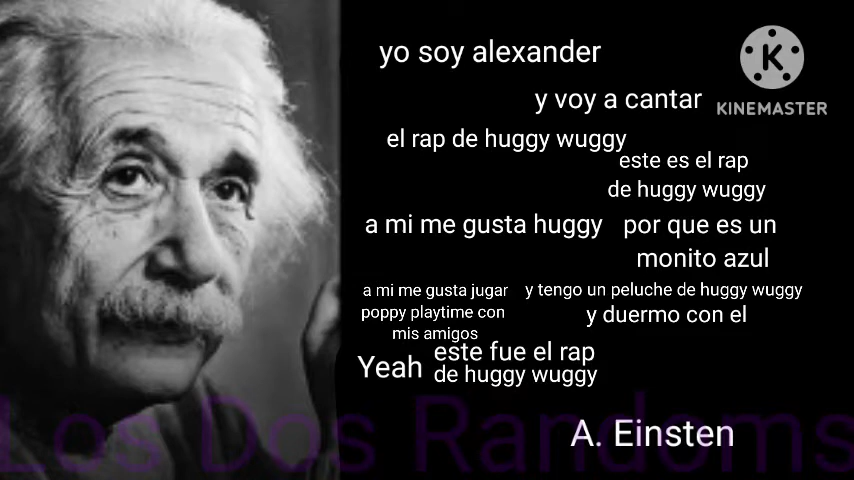 yo soy alexander
y voy a cantar
KINEMASTER
el rap de huggy wuggy
este es el rap
de huggy wuggy
a mi me gusta huggy
por que es un
monito azul
a mi me gusta jugar
poppy playtime con
mis amigos
y tengo un peluche de huggy wuggy
y duermo con el
Yeah
este fue el rap
de huggy wuggy
Los Dos Randoms
A. Einsten